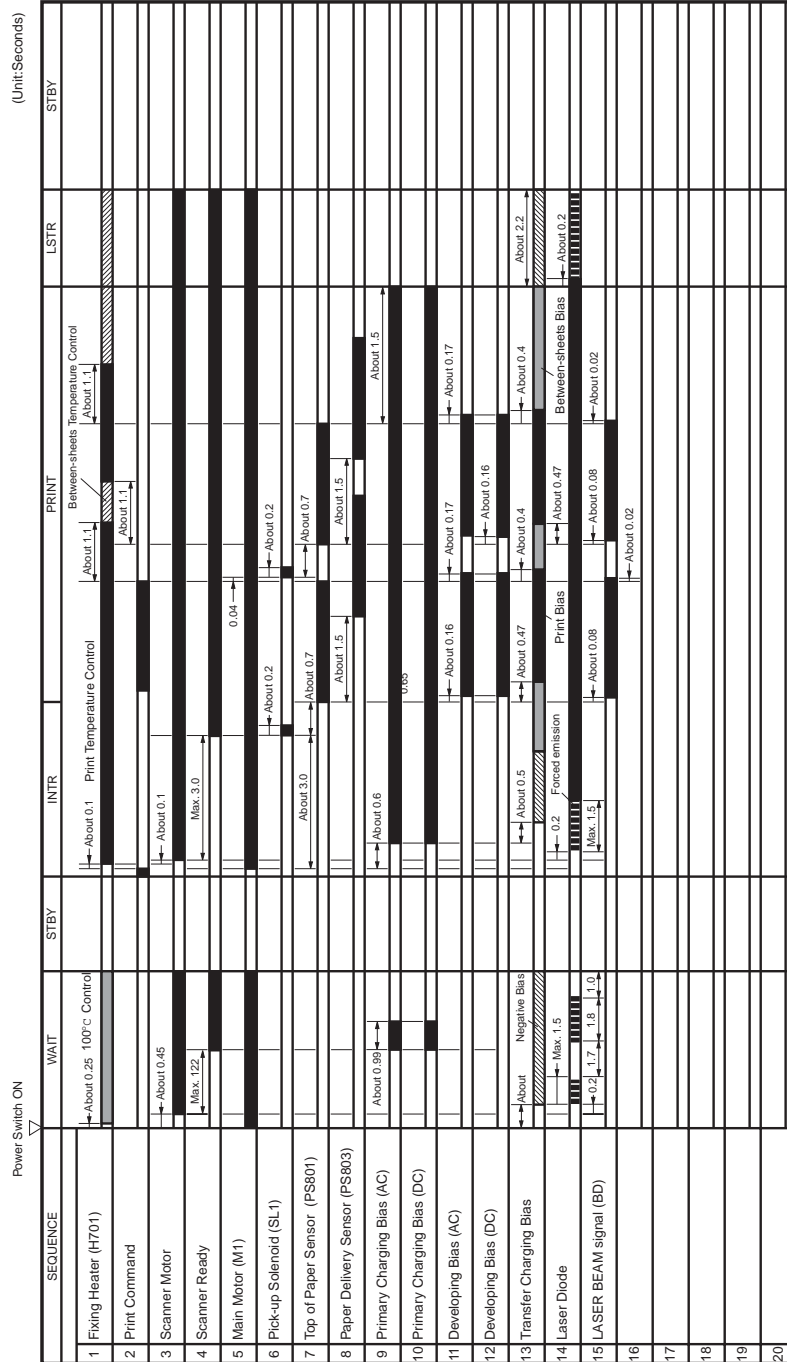 (Unit:Seconds)
Power Switch ON
SEQUENCE WAIT STBY INTR PRINT LSTR STBY
1 Fixing Heater (H701) About 0.25 100°C Control About 0.1 Print Temperature Control About 1.1 Between-sheets Temperature Control About 1.1
2 Print Command About 1.1
3 Scanner Motor About 0.45 About 0.1
4 Scanner Ready Max. 122 Max. 3.0
5 Main Motor (M1) 0.04
6 Pick-up Solenoid (SL1) About 0.2 About 0.2
7 Top of Paper Sensor (PS801) About 3.0 About 0.7 About 0.7
8 Paper Delivery Sensor (PS803) About 1.5 About 1.5
9 Primary Charging Bias (AC) About 0.99 About 0.6 About 1.5
10 Primary Charging Bias (DC) 0.65
11 Developing Bias (AC) About 0.16 About 0.17 About 0.17
12 Developing Bias (DC) About 0.16
13 Transfer Charging Bias About Negative Bias About 0.5 About 0.47 About 0.4 About 0.4 About 2.2
14 Laser Diode Max. 1.5 0.2 Forced emission Print Bias About 0.47 Between-sheets Bias About 0.2
15 LASER BEAM signal (BD) 0.2 1.7 1.8 1.0 Max. 1.5 About 0.08 About 0.08 About 0.02
16 About 0.02
17
18
19
20